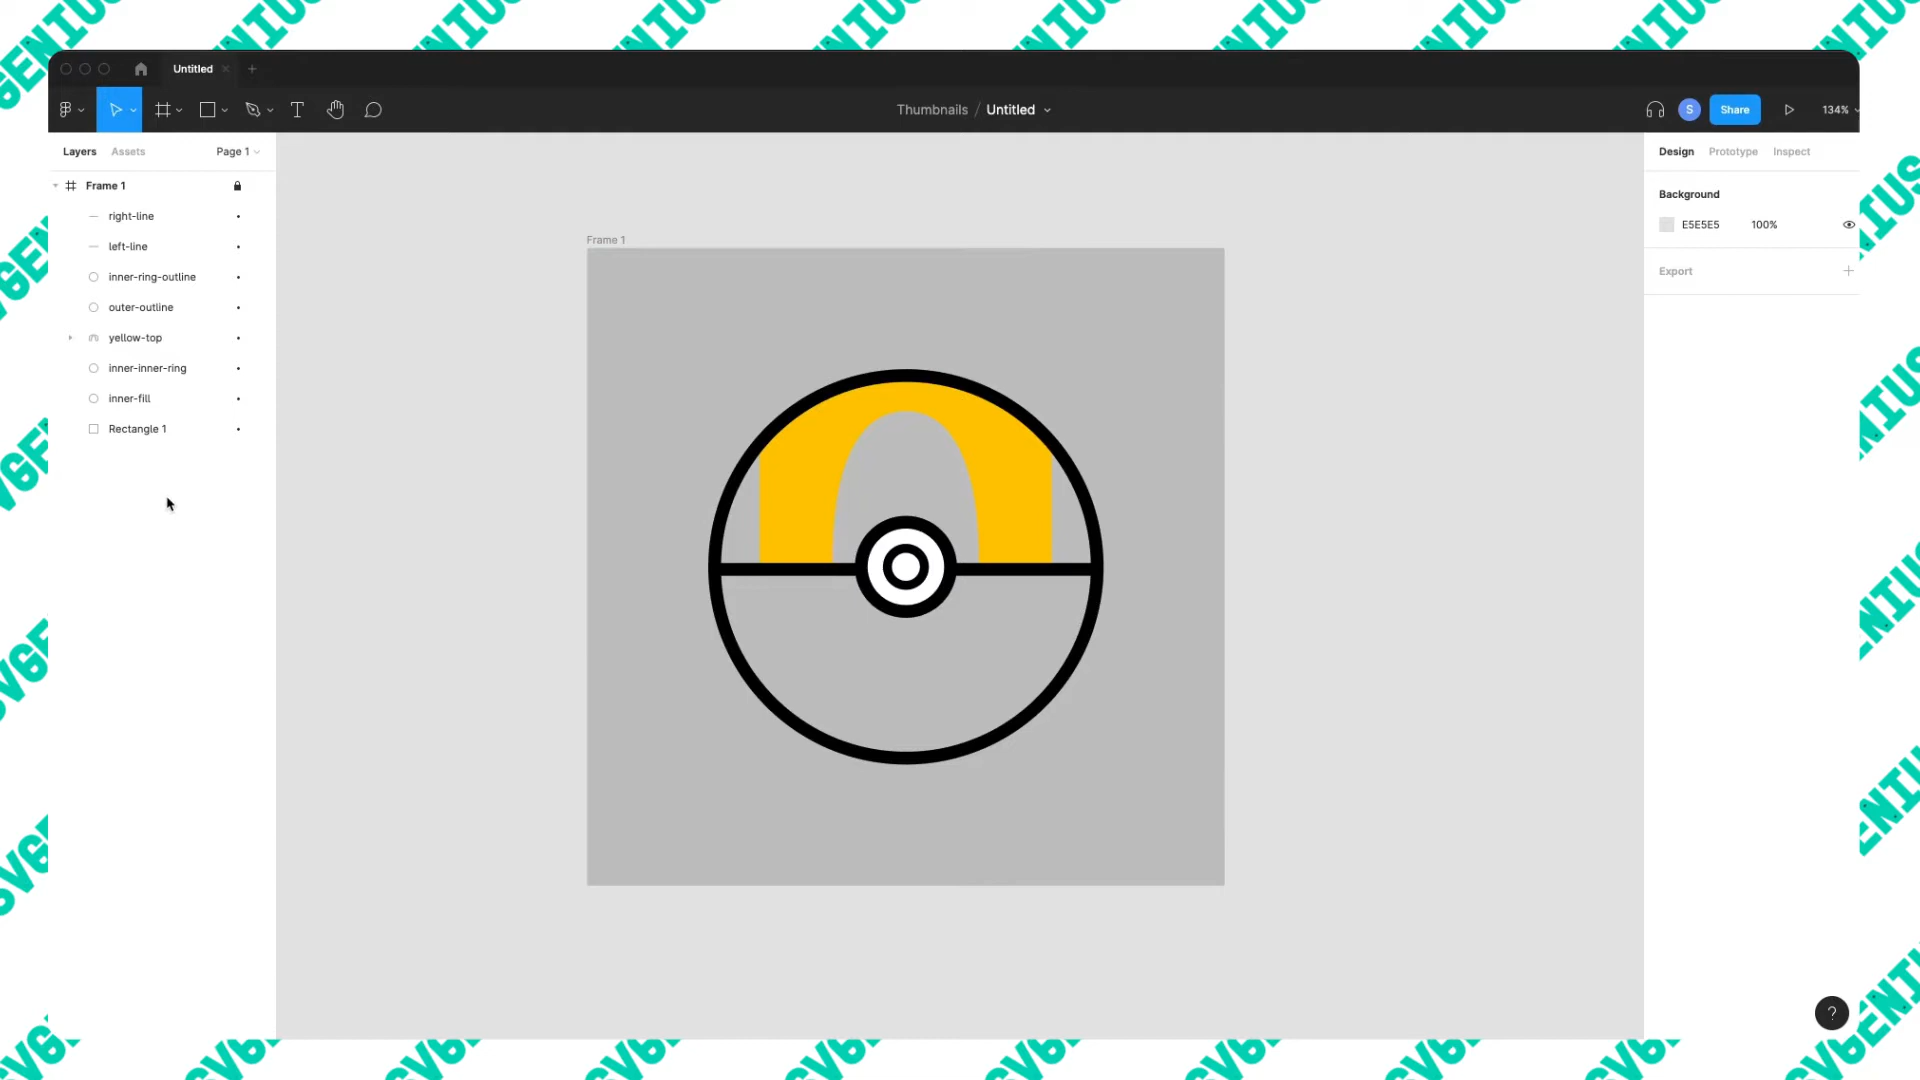 Untitled
Thumbnails / Untitled
S
Share
134%
Layers
Assets
Page 1
Design
Prototype
Inspect
Frame 1
right-line
left-line
inner-ring-outline
outer-outline
yellow-top
inner-inner-ring
inner-fill
Rectangle 1
Frame 1
Background
E5E5E5
100%
Export
?
SVGENIUS